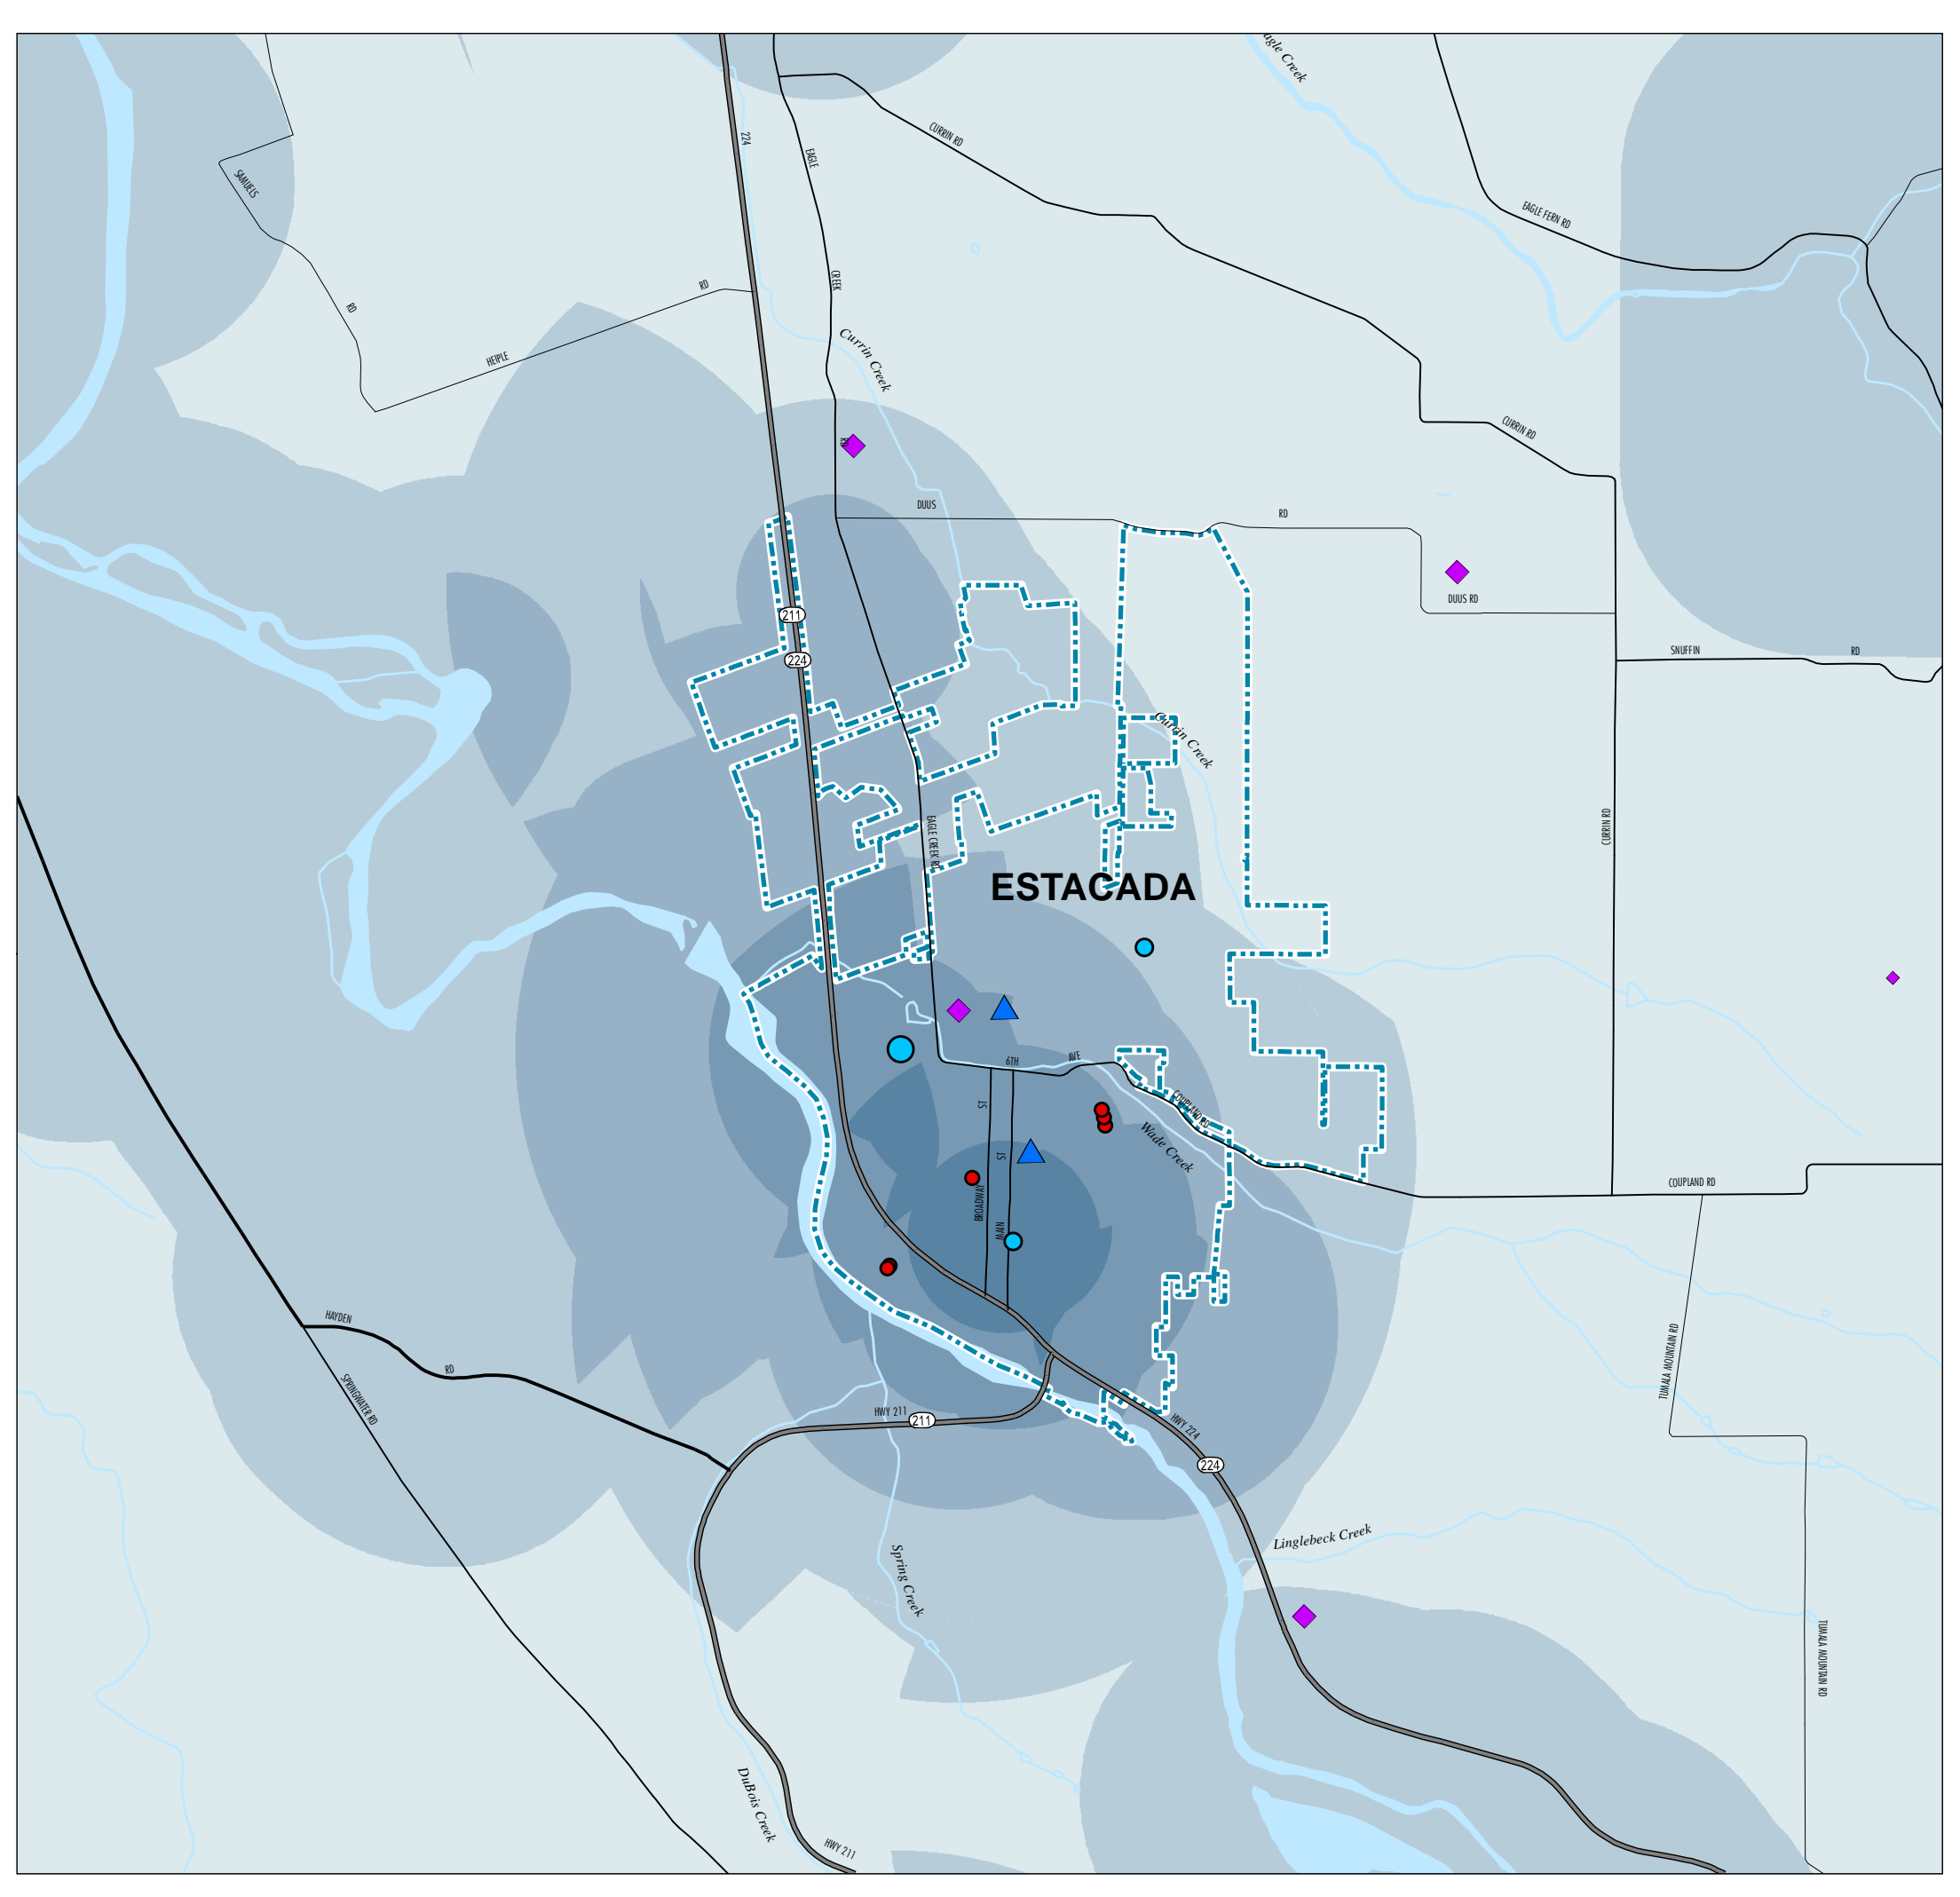 agle Creek
224
EAGLE
CURRIN RD
SAMUELS
EAGLE FERN RD
CREEK
RD
RD
HEIPLE
Currin Creek
CURRIN RD
RD
DUUS
RD
DUUS RD
211
224
SNUFFIN
RD
Currin Creek
CURRIN RD
EAGLE CREEK RD
ESTACADA
6TH
AVE
ST
COUPLAND RD
Wade Creek
ST
COUPLAND RD
BROADWAY
MAIN
HAYDEN
RD
SPRINGWATER RD
TUMALA MOUNTAIN RD
HWY 211
211
HWY 224
224
Linglebeck Creek
Spring Creek
TUMALA MOUNTAIN RD
DuBois Creek
HWY 211